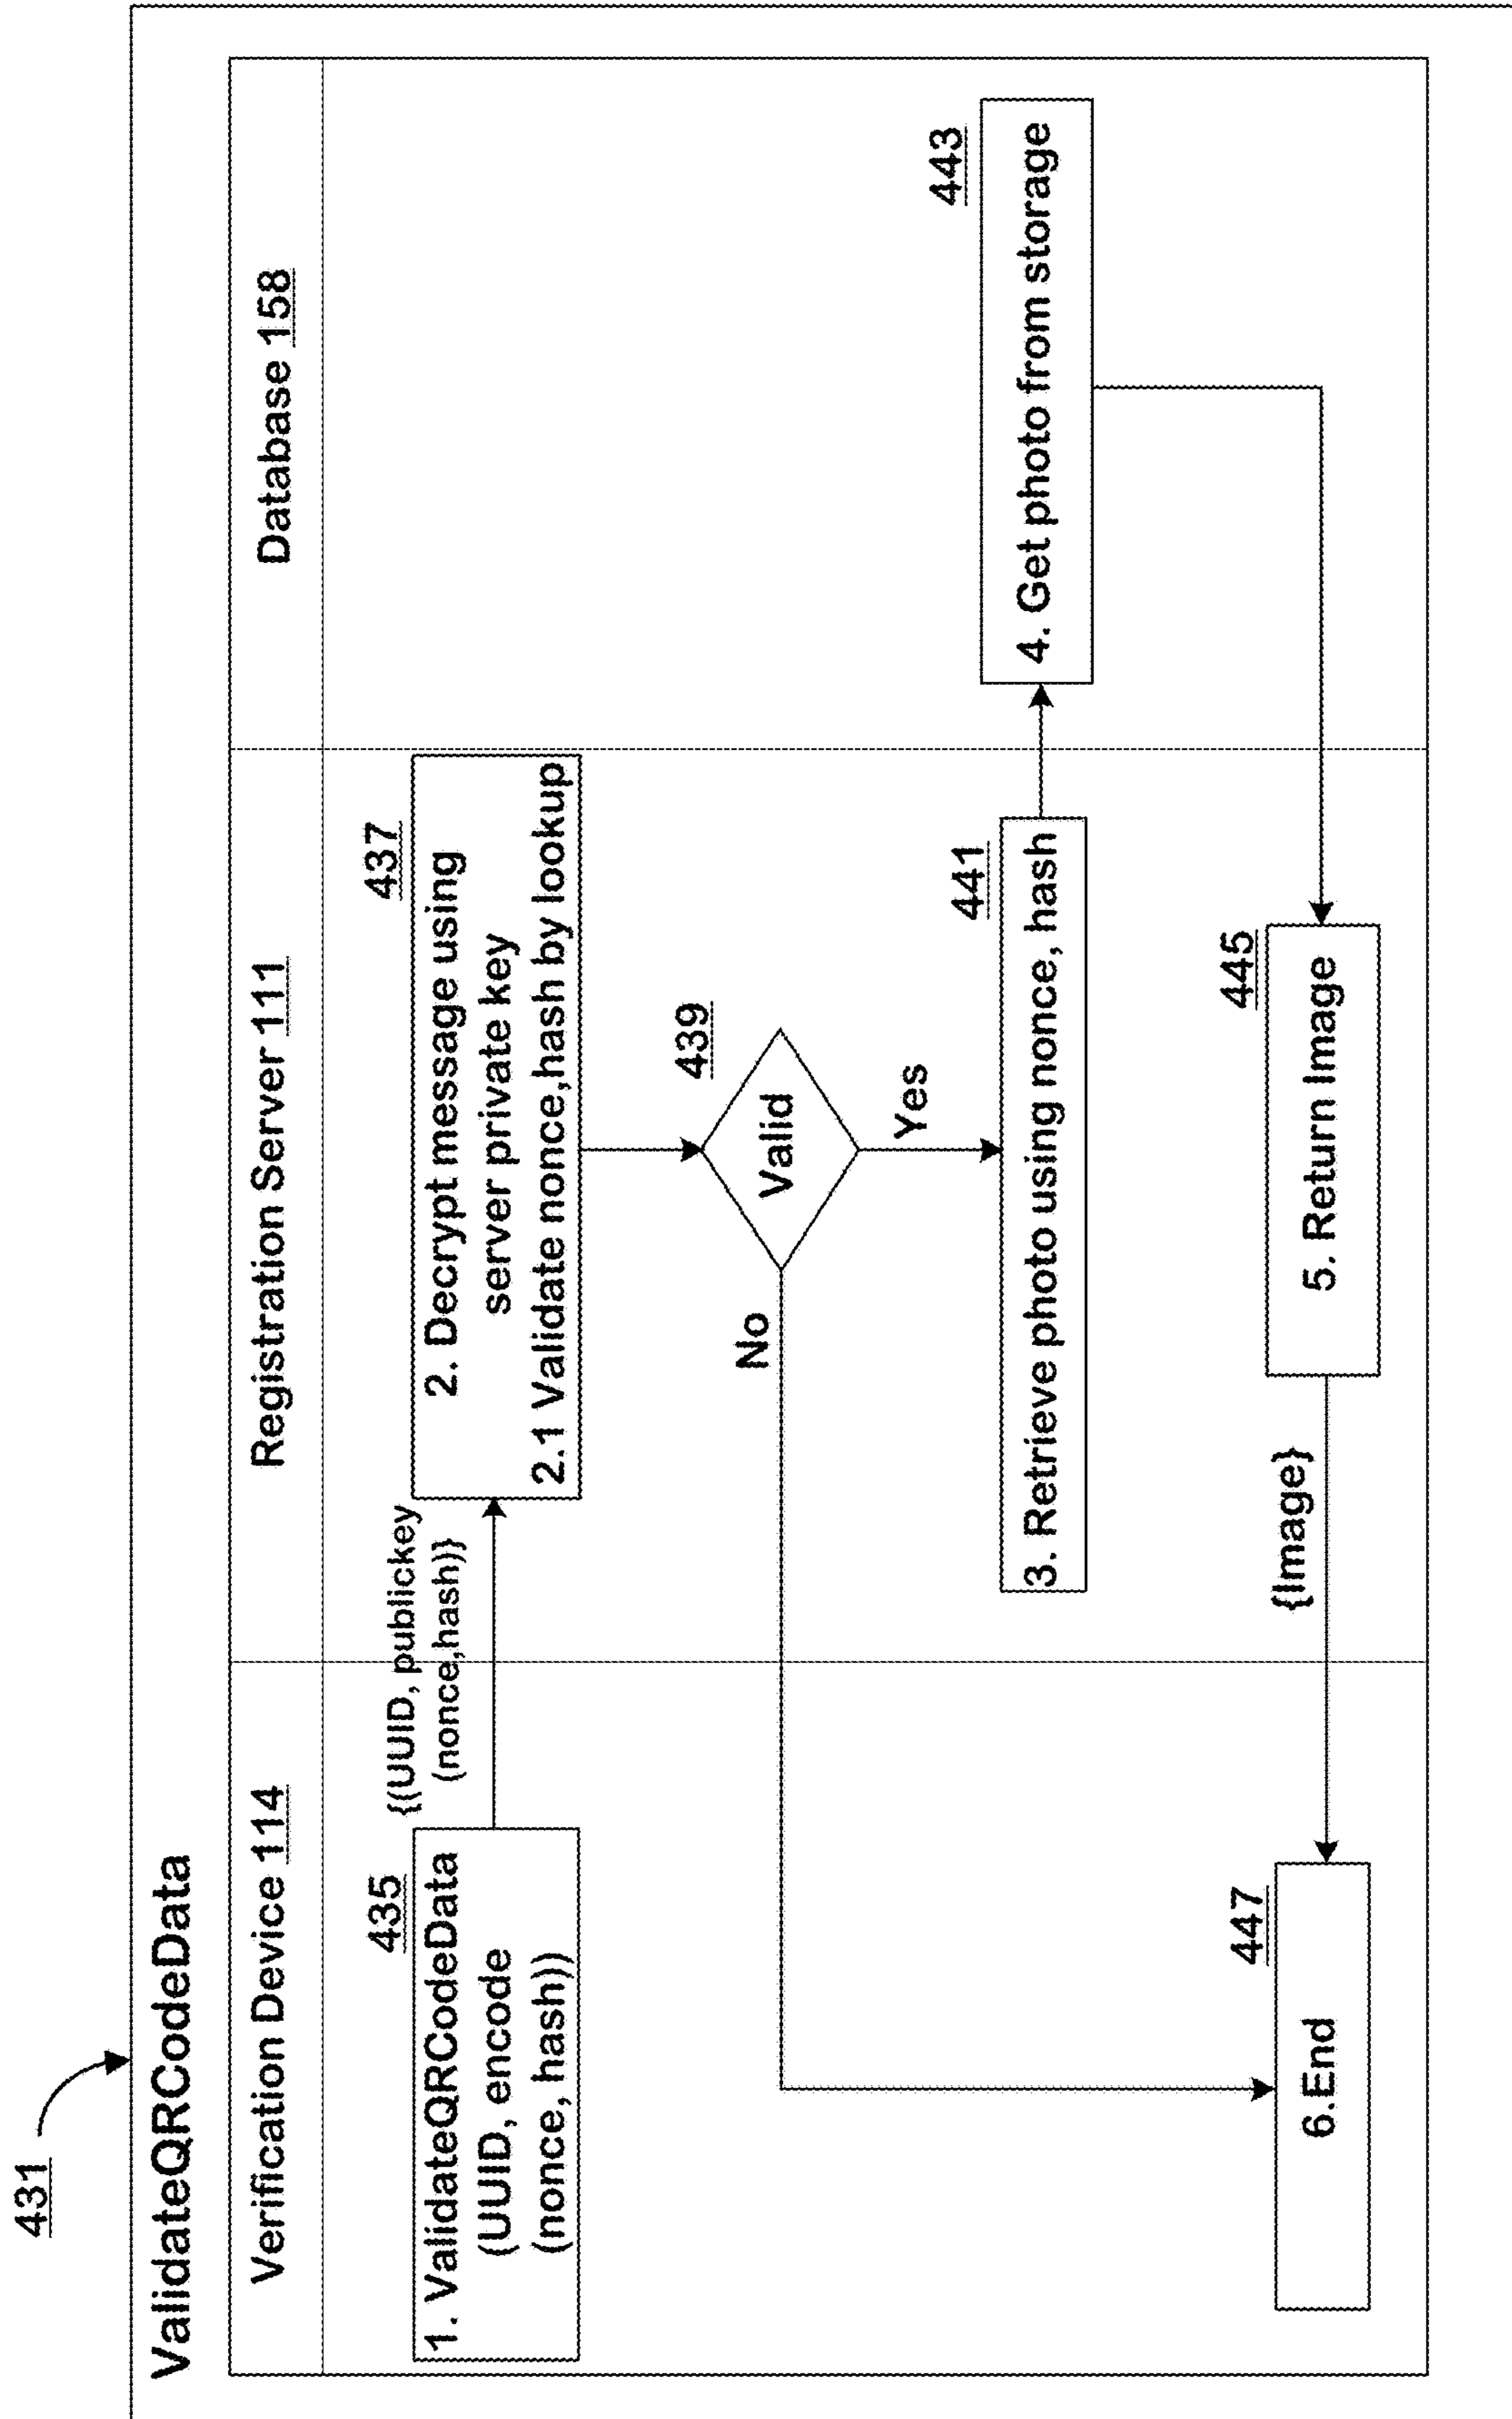 431
ValidateQRCodeData
Verification Device 114
Registration Server 111
Database 158
435
1. ValidateQRCodeData
(UUID, encode
(nonce, hash))
{(UUID, publickey
(nonce,hash)}
437
2. Decrypt message using
server private key
2.1 Validate nonce,hash by lookup
439
Valid
No
Yes
441
3. Retrieve photo using nonce, hash
443
4. Get photo from storage
445
5. Return Image
{Image}
447
6.End